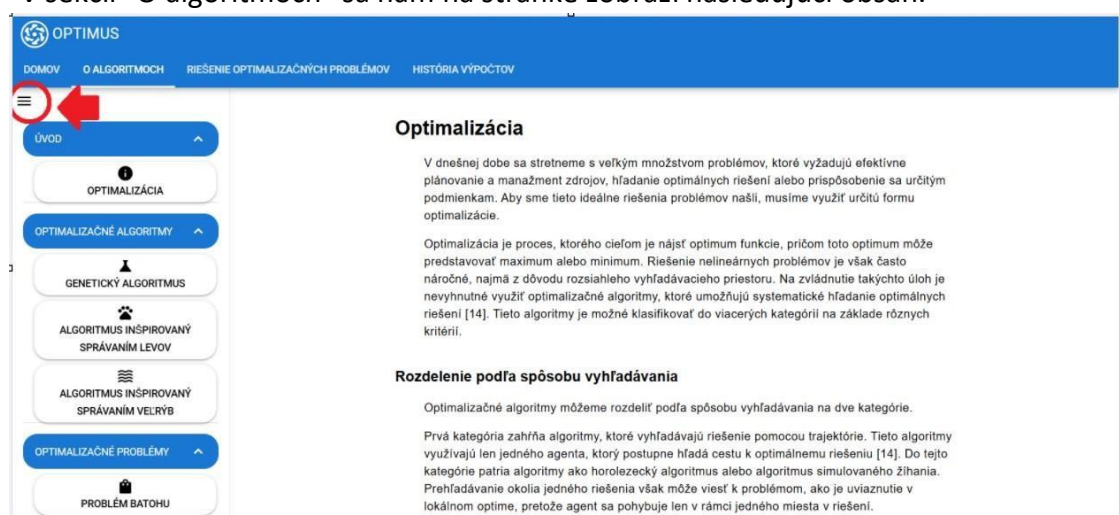 V sekcii "O algoritmoch" sa nám na stránke zobrazí nasledujúci obsah:
OPTIMUS
DOMOV O ALGORITMOCH RIEŠENIE OPTIMALIZAČNÝCH PROBLÉMOV HISTÓRIA VÝPOČTOV
ÚVOD
OPTIMALIZÁCIA
OPTIMALIZAČNÉ ALGORITMY
GENETICKÝ ALGORITMUS
ALGORITMUS INŠPIROVANÝ
SPRÁVANÍM LEVOV
ALGORITMUS INŠPIROVANÝ
SPRÁVANÍM VEĽRÝB
OPTIMALIZAČNÉ PROBLÉMY
PROBLÉM BATOHU
Optimalizácia
V dnešnej dobe sa stretneme s veľkým množstvom problémov, ktoré vyžadujú efektívne
plánovanie a manažment zdrojov, hľadanie optimálnych riešení alebo prispôsobenie sa určitým
podmienkam. Aby sme tieto ideálne riešenia problémov našli, musíme využiť určitú formu
optimalizácie.
Optimalizácia je proces, ktorého cieľom je nájsť optimum funkcie, pričom toto optimum môže
predstavovať maximum alebo minimum. Riešenie nelineárnych problémov je však často
náročné, najmä z dôvodu rozsiahleho vyhľadávacieho priestoru. Na zvládnutie takýchto úloh je
nevyhnutné využiť optimalizačné algoritmy, ktoré umožňujú systematické hľadanie optimálnych
riešení [14]. Tieto algoritmy je možné klasifikovať do viacerých kategórií na základe rôznych
kritérií.
Rozdelenie podľa spôsobu vyhľadávania
Optimalizačné algoritmy môžeme rozdeliť podľa spôsobu vyhľadávania na dve kategórie.
Prvá kategória zahŕňa algoritmy, ktoré vyhľadávajú riešenie pomocou trajektórie. Tieto algoritmy
využívajú len jedného agenta, ktorý postupne hľadá cestu k optimálnemu riešeniu [14]. Do tejto
kategórie patria algoritmy ako horolezecký algoritmus alebo algoritmus simulovaného žíhania.
Prehľadávanie okolia jedného riešenia však môže viesť k problémom, ako je uviaznutie v
lokálnom optime, pretože agent sa pohybuje len v rámci jedného miesta v riešení.